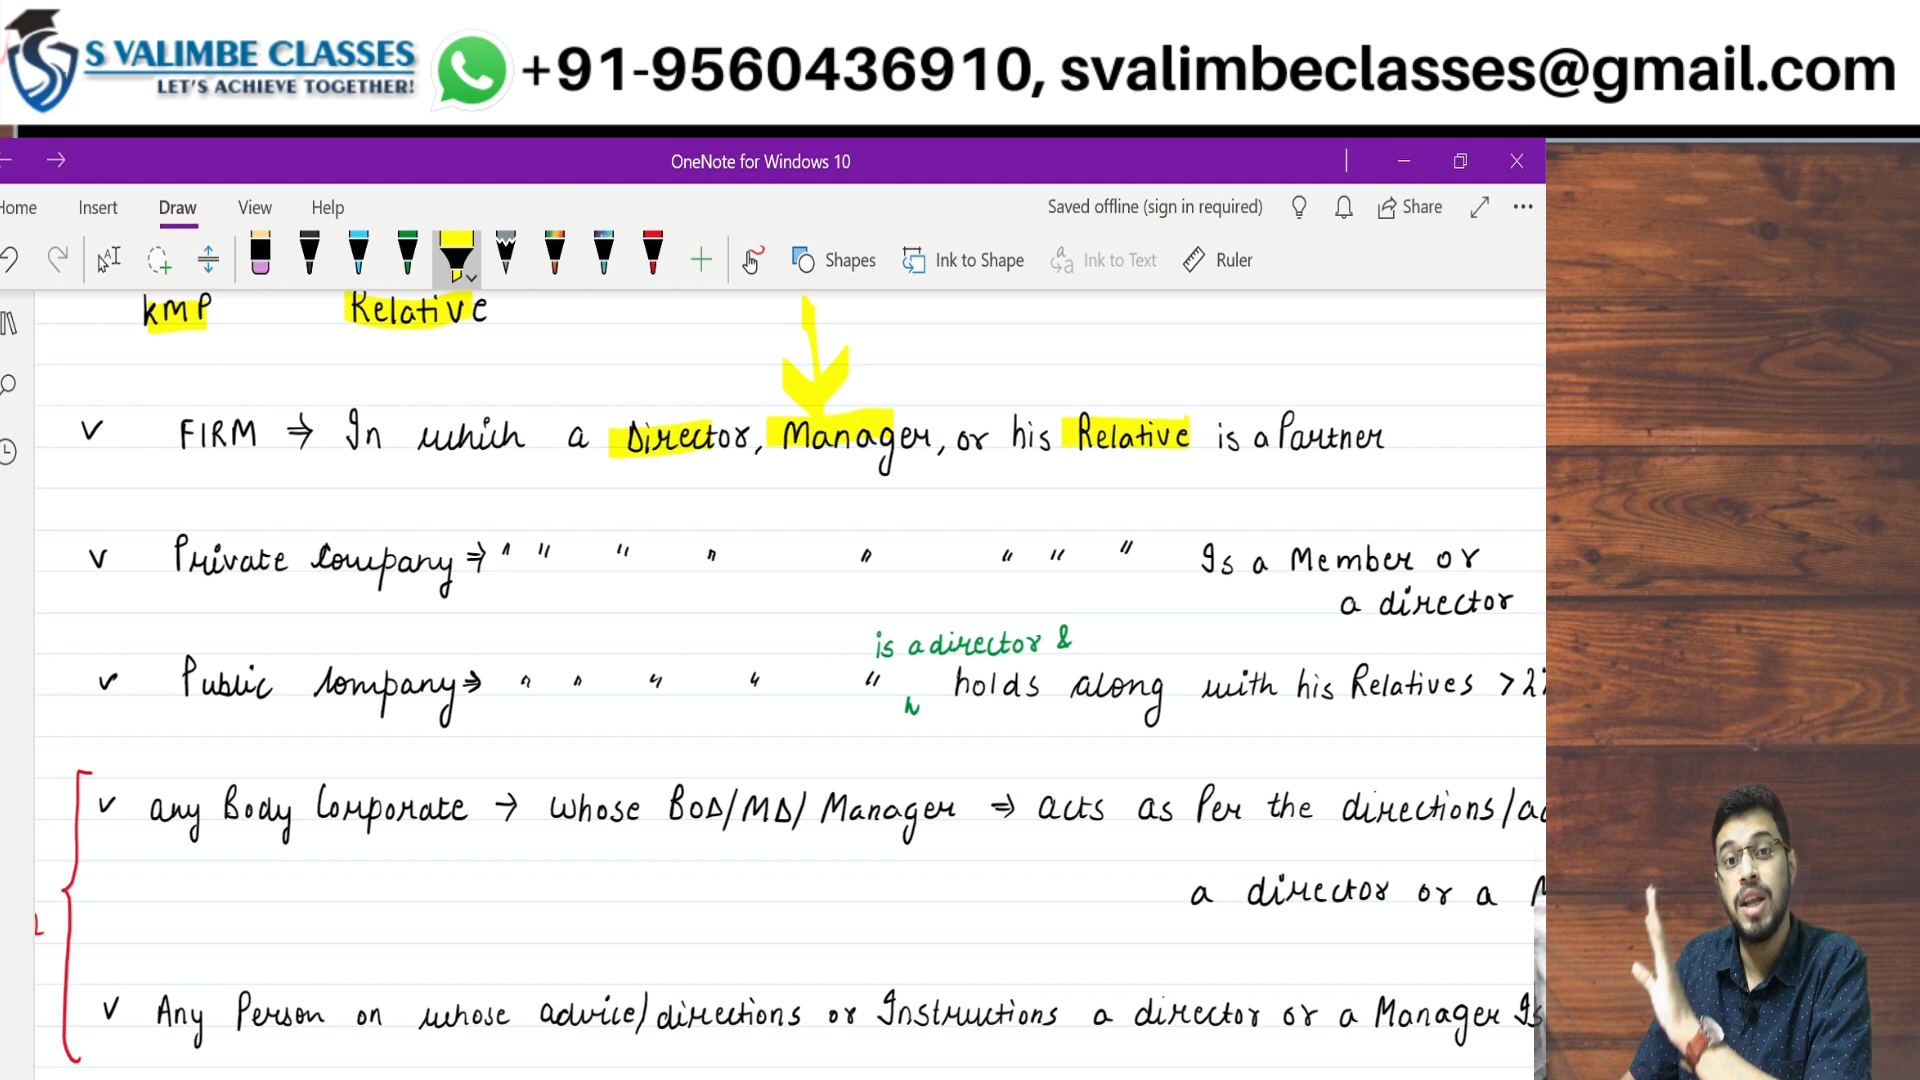 S VALIMBE CLASSES
LET'S ACHIEVE TOGETHER!
+91-9560436910, svalimbeclasses@gmail.com
OneNote for Windows 10
Home Insert Draw View Help
Saved offline (sign in required) Share
Shapes Ink to Shape Ink to Text Ruler
KMP Relative
FIRM ⇒ In which a Director, Manager, or his Relative is a Partner
Private Company ⇒ " " " " " " " " Is a Member or
a director
is a director &
Public Company ⇒ " " " " " holds along with his Relatives > 2
any Body Corporate → whose BOD/MD/ Manager ⇒ acts as Per the directions/
a director or a
Any Person on whose advice/directions or Instructions a director or a Manager Is